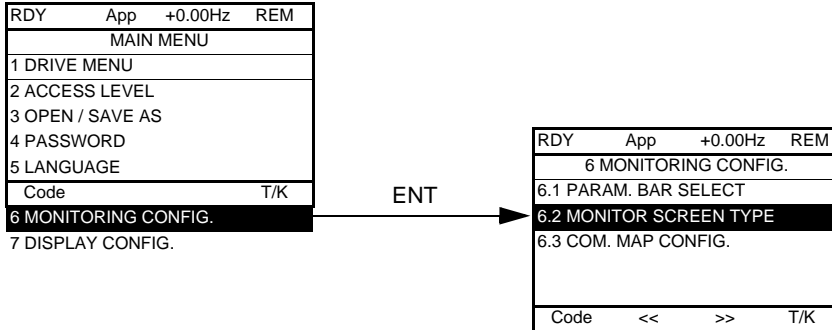 RDY App +0.00Hz REM
MAIN MENU
1 DRIVE MENU
2 ACCESS LEVEL
3 OPEN / SAVE AS
4 PASSWORD
5 LANGUAGE
Code T/K
6 MONITORING CONFIG.
7 DISPLAY CONFIG.
ENT
RDY App +0.00Hz REM
6 MONITORING CONFIG.
6.1 PARAM. BAR SELECT
6.2 MONITOR SCREEN TYPE
6.3 COM. MAP CONFIG.
Code << >> T/K